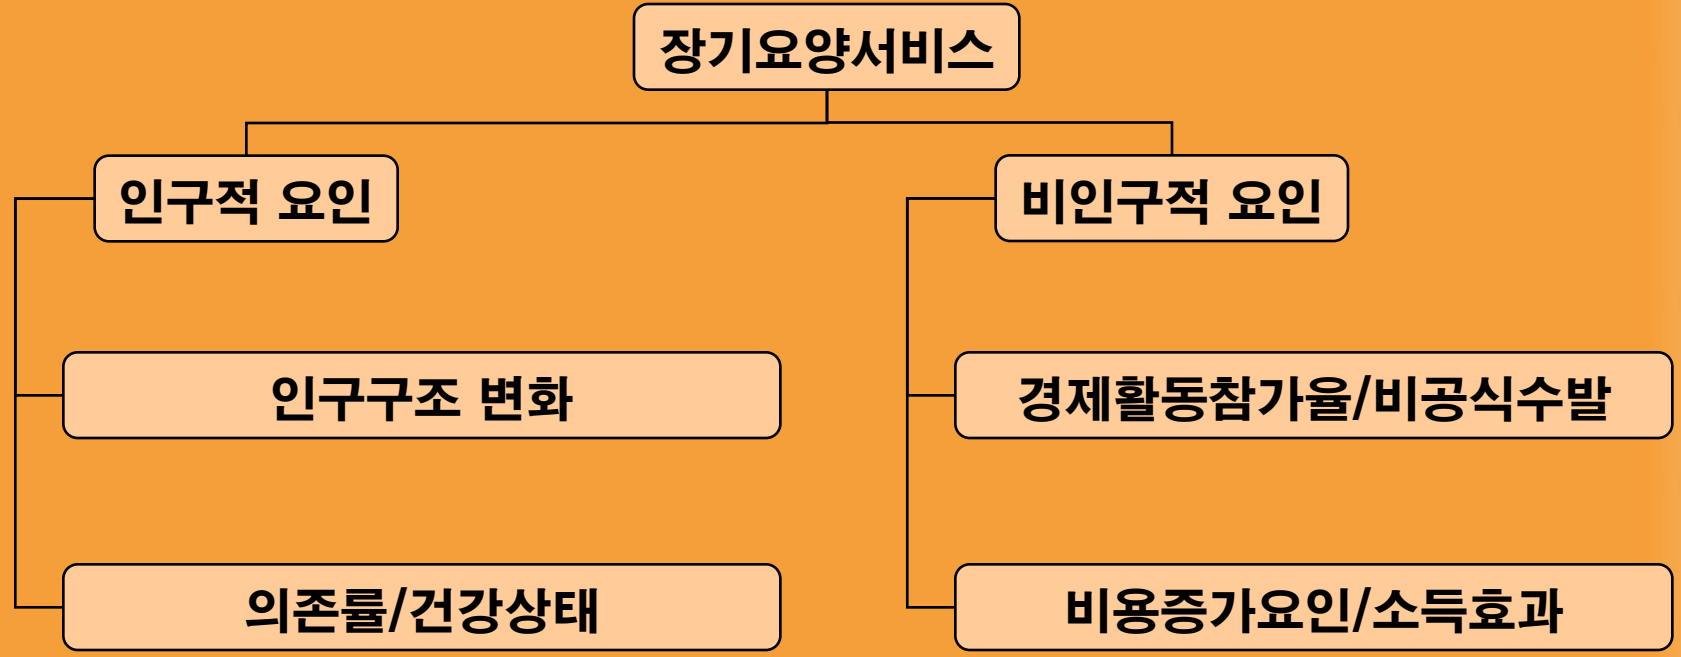 장기요양서비스
인구적 요인
비인구적 요인
인구구조 변화
경제활동참가율/비공식수발
의존률/건강상태
비용증가요인/소득효과